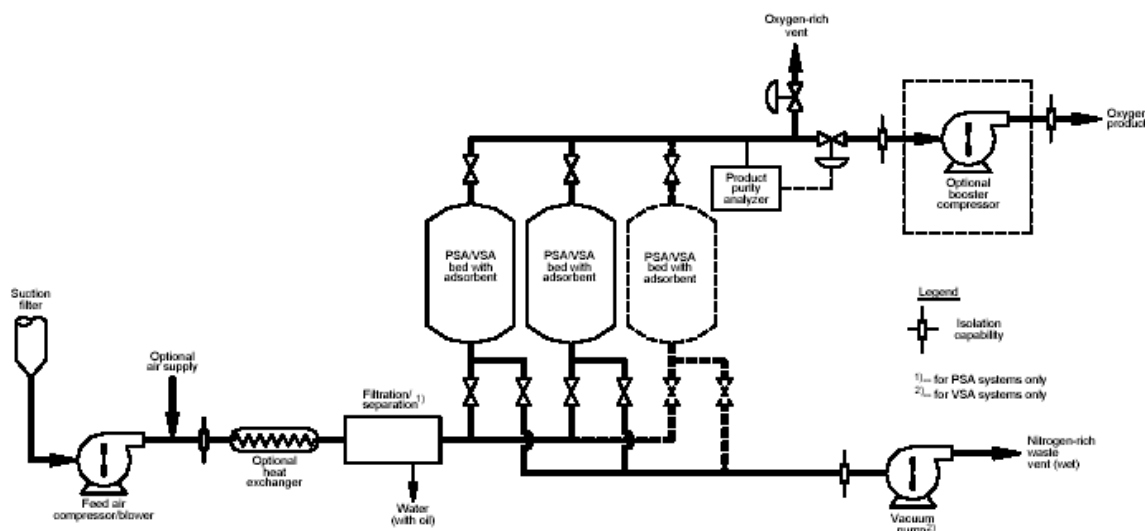 Oxygen-rich
vent
Oxygen
product
Product
purity
analyzer
Optional
booster
compressor
PSA/VSA
bed with
adsorbent
PSA/VSA
bed with
adsorbent
PSA/VSA
bed with
adsorbent
Suction
filter
Legend
Isolation
capability
Optional
air supply
1)– for PSA systems only
2)– for VSA systems only
Filtration/
separation1)
Optional
heat
exchanger
Feed air
compressor/blower
Water
(with oil)
Nitrogen-rich
waste
vent (wet)
Vacuum
pump2)